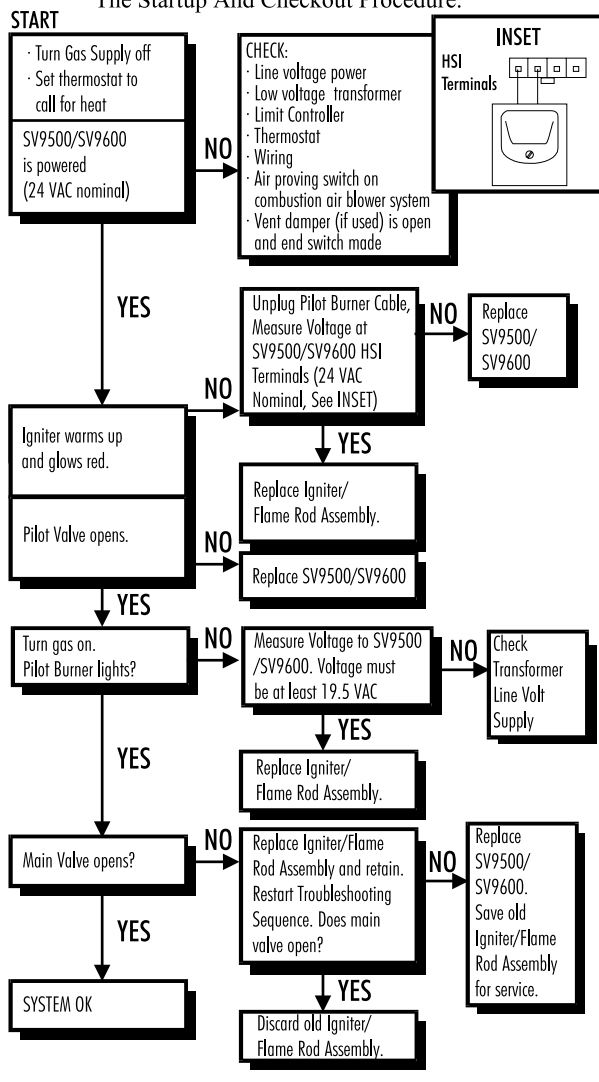 The Startup And Checkout Procedure.
START
· Turn Gas Supply off
· Set thermostat to
call for heat
SV9500/SV9600
is powered
(24 VAC nominal)
NO
CHECK:
· Line voltage power
· Low voltage transformer
· Limit Controller
· Thermostat
· Wiring
· Air proving switch on
combustion air blower system
· Vent damper (if used) is open
and end switch made
INSET
HSI
Terminals
YES
Igniter warms up
and glows red.
NO
Unplug Pilot Burner Cable,
Measure Voltage at
SV9500/SV9600 HSI
Terminals (24 VAC
Nominal, See INSET)
NO
Replace
SV9500/
SV9600
YES
Replace Igniter/
Flame Rod Assembly.
Pilot Valve opens.
NO
Replace SV9500/SV9600
YES
Turn gas on.
Pilot Burner lights?
NO
Measure Voltage to SV9500
/SV9600. Voltage must
be at least 19.5 VAC
NO
Check
Transformer
Line Volt
Supply
YES
Replace Igniter/
Flame Rod Assembly.
YES
Main Valve opens?
NO
Replace Igniter/Flame
Rod Assembly and retain.
Restart Troubleshooting
Sequence. Does main
valve open?
NO
Replace
SV9500/
SV9600.
Save old
Igniter/Flame
Rod Assembly
for service.
YES
Discard old Igniter/
Flame Rod Assembly.
YES
SYSTEM OK